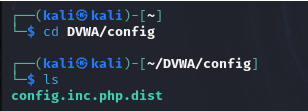 ┌──(kali㉿kali)-[~]
└─$ cd DVWA/config
┌──(kali㉿kali)-[~/DVWA/config]
└─$ ls
config.inc.php.dist